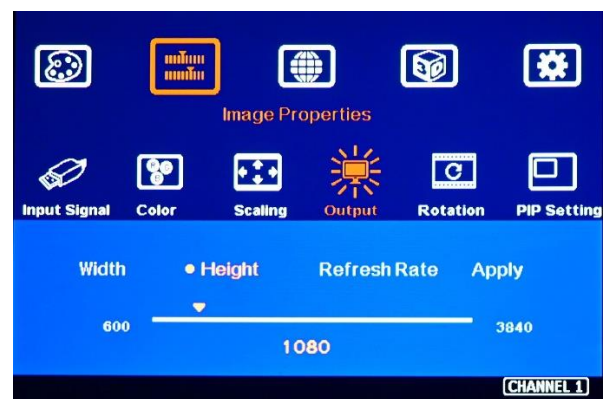 3D
Image Properties
R G B
Input Signal Color Scaling Output Rotation PIP Setting
Width Height Refresh Rate Apply
600 3840
1080
CHANNEL 1